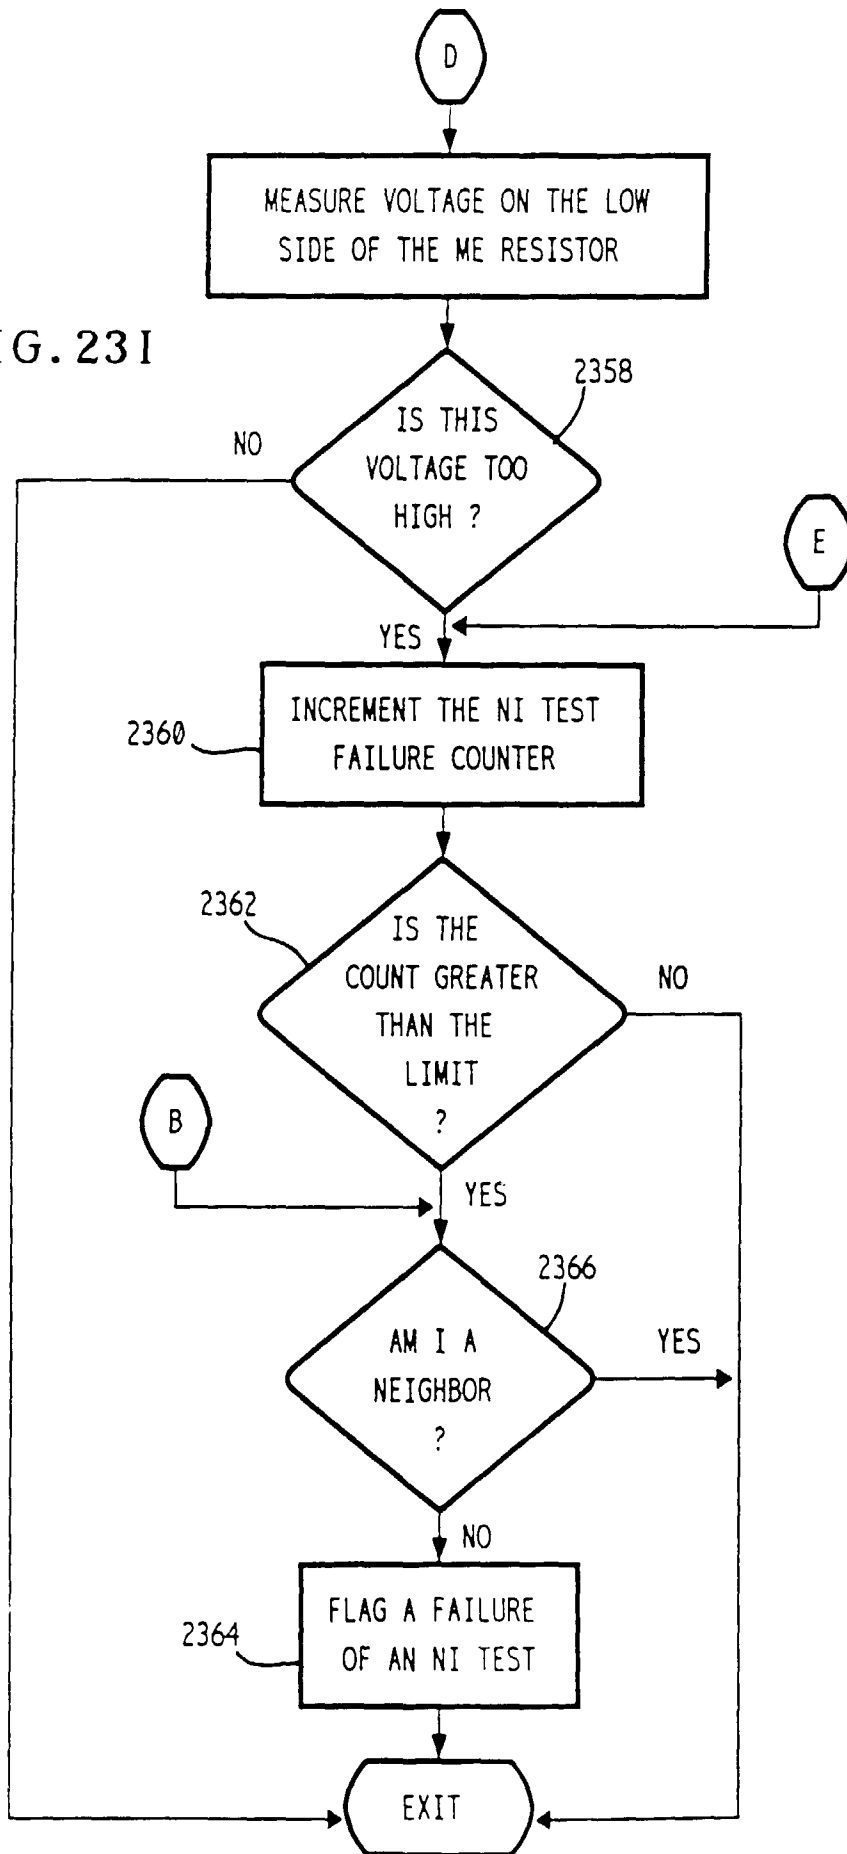 D
MEASURE VOLTAGE ON THE LOW
SIDE OF THE ME RESISTOR
IG.23I
2358
IS THIS
VOLTAGE TOO
HIGH ?
NO
E
YES
INCREMENT THE NI TEST
FAILURE COUNTER
2360
2362
IS THE
COUNT GREATER
THAN THE
LIMIT
?
NO
B
YES
2366
AM I A
NEIGHBOR
?
YES
NO
FLAG A FAILURE
OF AN NI TEST
2364
EXIT